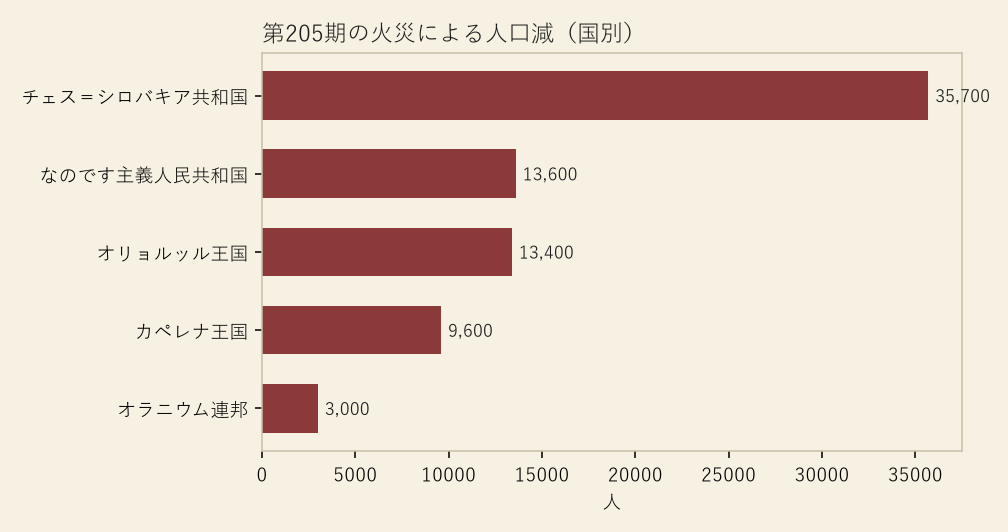 第205期の火災による人口減（国別）
チェス＝シロバキア共和国
35,700
なのです主義人民共和国
13,600
オリョルッル王国
13,400
カペレナ王国
9,600
オラニウム連邦
3,000
0 5000 10000 15000 20000 25000 30000 35000
人